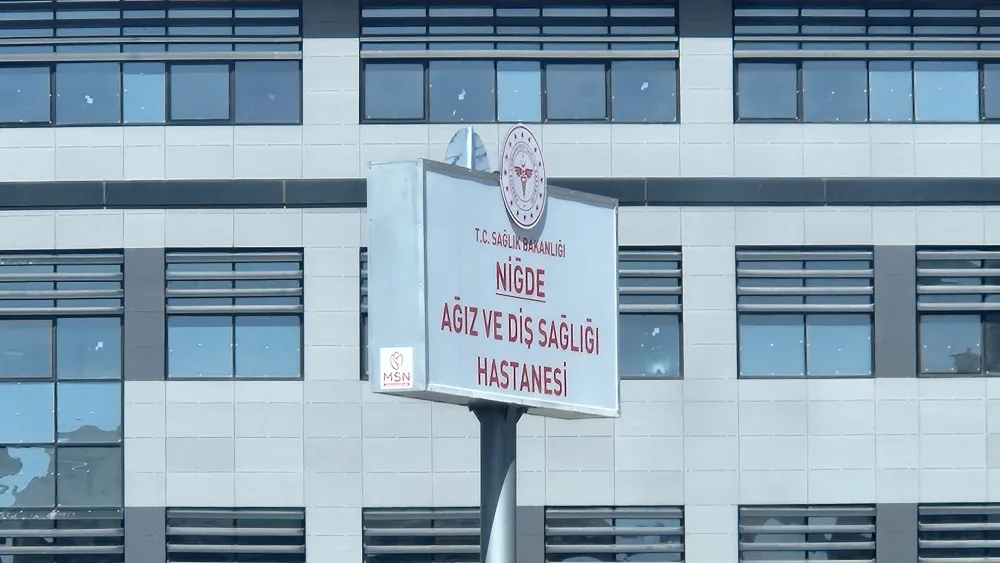 T.C. SAĞLIK BAKANLIĞI
NİĞDE
AĞIZ VE DİŞ SAĞLIĞI
HASTANESİ
MSN